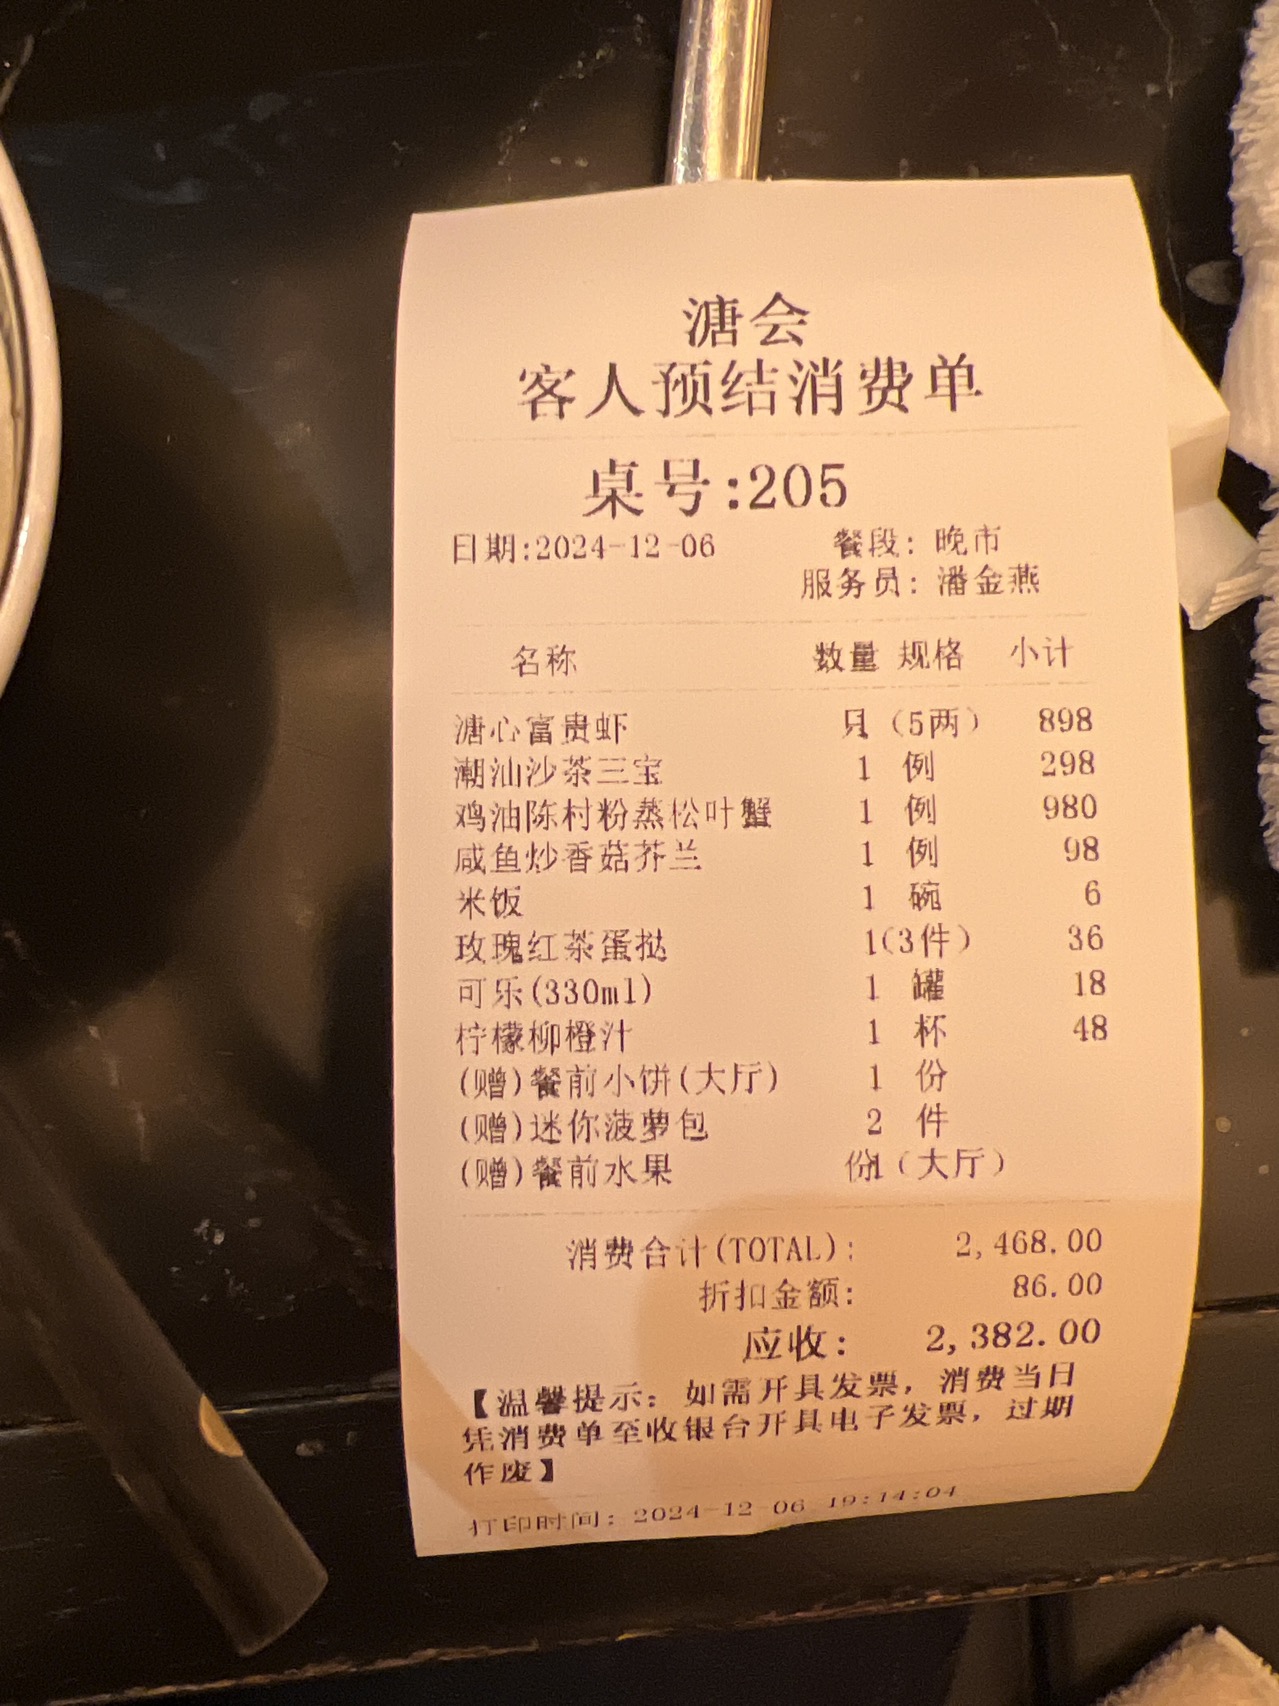 溏会
客人预结消费单
桌号:205
日期:2024-12-06 餐段: 晚市
服务员: 潘金燕
名称 数量 规格 小计
溏心富贵虾 只 (5两) 898
潮汕沙茶三宝 1 例 298
鸡油陈村粉蒸松叶蟹 1 例 980
咸鱼炒香菇芥兰 1 例 98
米饭 1 碗 6
玫瑰红茶蛋挞 1(3件) 36
可乐(330ml) 1 罐 18
柠檬柳橙汁 1 杯 48
(赠)餐前小饼(大厅) 1 份
(赠)迷你菠萝包 2 件
(赠)餐前水果 份1 (大厅)
消费合计(TOTAL): 2,468.00
折扣金额: 86.00
应收: 2,382.00
【温馨提示: 如需开具发票, 消费当日
凭消费单至收银台开具电子发票, 过期
作废】
打印时间: 2024-12-06 19:14:04